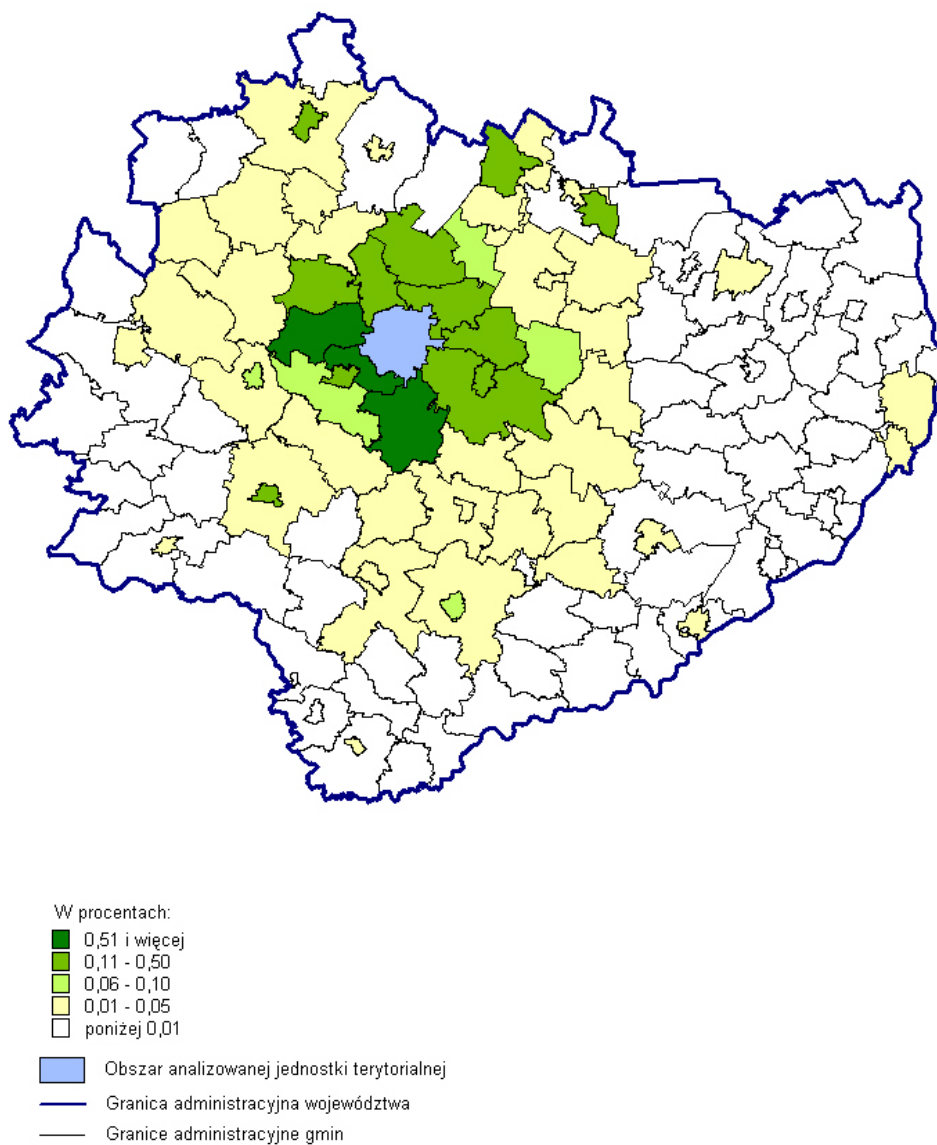 W procentach:
0,51 i więcej
0,11 - 0,50
0,06 - 0,10
0,01 - 0,05
poniżej 0,01
Obszar analizowanej jednostki terytorialnej
Granica administracyjna województwa
Granice administracyjne gmin